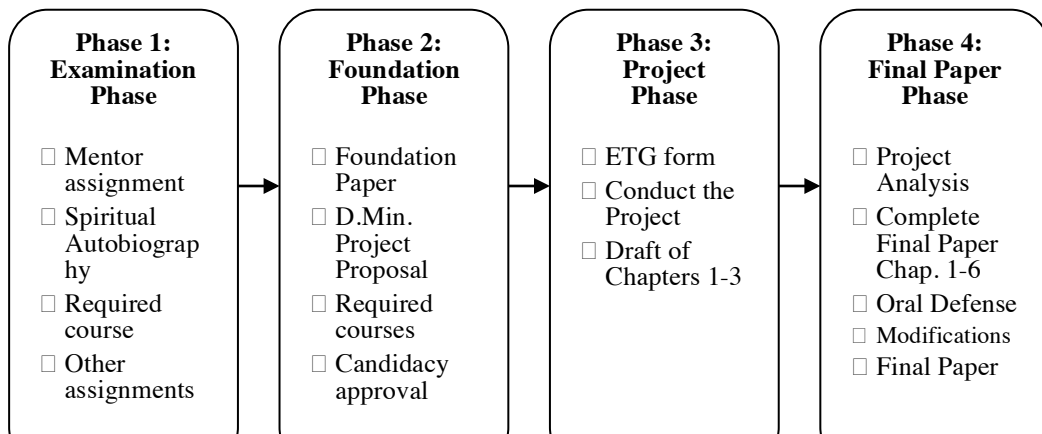 Phase 1:
Examination
Phase
☐ Mentor
assignment
☐ Spiritual
Autobiograp
hy
☐ Required
course
☐ Other
assignments
Phase 2:
Foundation
Phase
☐ Foundation
Paper
☐ D.Min.
Project
Proposal
☐ Required
courses
☐ Candidacy
approval
Phase 3:
Project
Phase
☐ ETG form
☐ Conduct the
Project
☐ Draft of
Chapters 1-3
Phase 4:
Final Paper
Phase
☐ Project
Analysis
☐ Complete
Final Paper
Chap. 1-6
☐ Oral Defense
☐ Modifications
☐ Final Paper